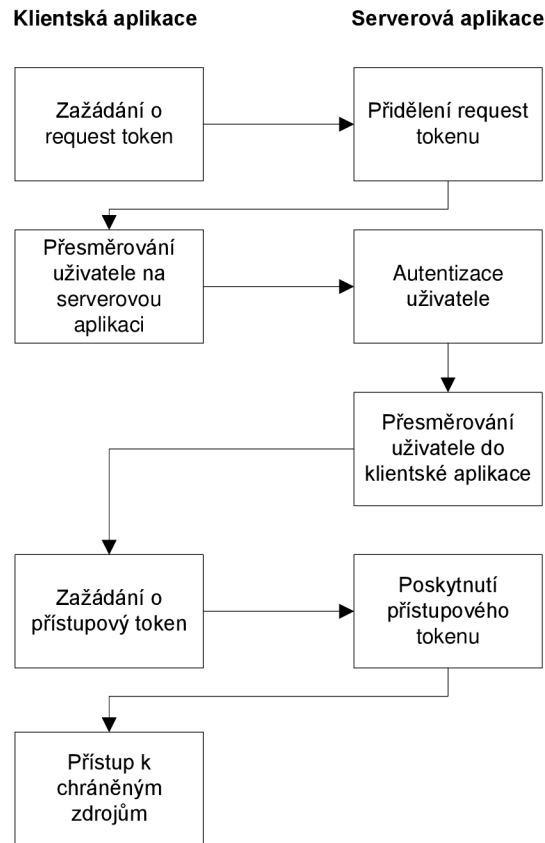 Klientská aplikace
Serverová aplikace
Zažádání o
request token
Přidělení request
tokenu
Přesměrování
uživatele na
serverovou
aplikaci
Autentizace
uživatele
Přesměrování
uživatele do
klientské aplikace
Zažádání o
přístupový token
Poskytnutí
přístupového
tokenu
Přístup k
chráněným
zdrojům